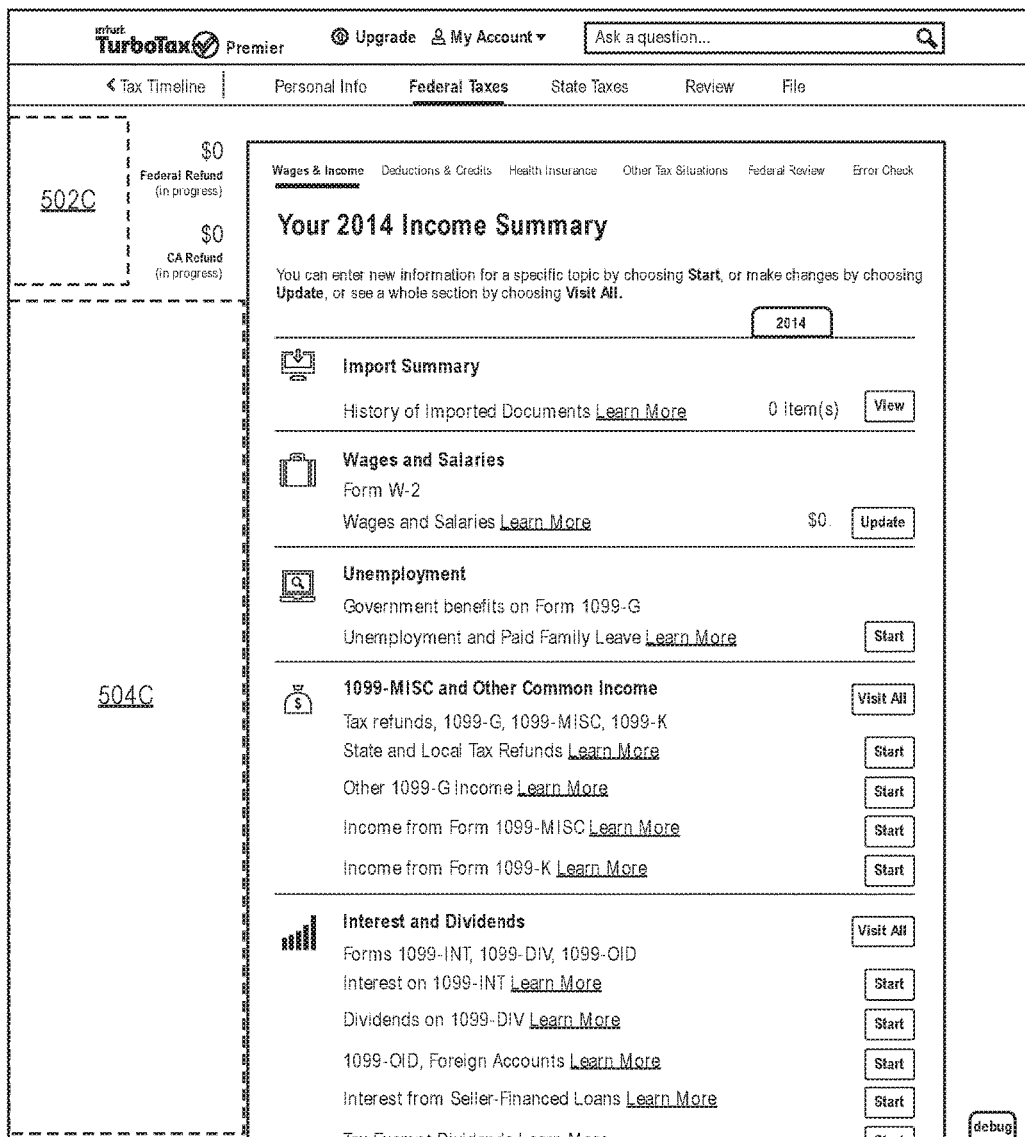 intuit
TurboTax Premier Upgrade My Account Ask a question...
Tax Timeline Personal Info Federal Taxes State Taxes Review File
502C
$0
Federal Refund
(in progress)
$0
CA Refund
(in progress)
504C
Wages & Income Deductions & Credits Health Insurance Other Tax Situations Federal Review Error Check
Your 2014 Income Summary
You can enter new information for a specific topic by choosing Start, or make changes by choosing
Update, or see a whole section by choosing Visit All.
2014
Import Summary
History of Imported Documents Learn More 0 item(s) View
Wages and Salaries
Form W-2
Wages and Salaries Learn More $0. Update
Unemployment
Government benefits on Form 1099-G
Unemployment and Paid Family Leave Learn More Start
$
1099-MISC and Other Common Income Visit All
Tax refunds, 1099-G, 1099-MISC, 1099-K
State and Local Tax Refunds Learn More Start
Other 1099-G Income Learn More Start
Income from Form 1099-MISC Learn More Start
Income from Form 1099-K Learn More Start
Interest and Dividends Visit All
Forms 1099-INT, 1099-DIV, 1099-OID
Interest on 1099-INT Learn More Start
Dividends on 1099-DIV Learn More Start
1099-OID, Foreign Accounts Learn More Start
Interest from Seller-Financed Loans Learn More Start
debug